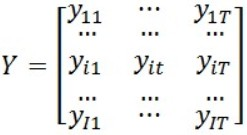 y11 ... y1T
... ... ...
Y = yi1 yit yiT
... ... ...
yI1 ... yIT